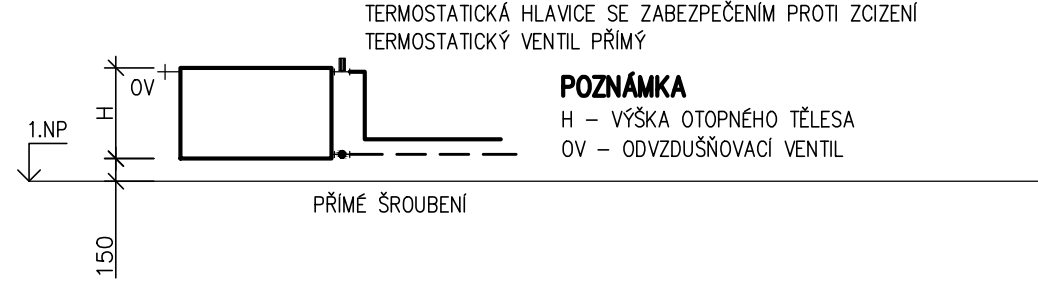 TERMOSTATICKÁ HLAVICE SE ZABEZPEČENÍM PROTI ZCIZENÍ
TERMOSTATICKÝ VENTIL PŘÍMÝ
OV
H
POZNÁMKA
H – VÝŠKA OTOPNÉHO TĚLESA
OV – ODVZDUŠŇOVACÍ VENTIL
1.NP
PŘÍMÉ ŠROUBENÍ
150